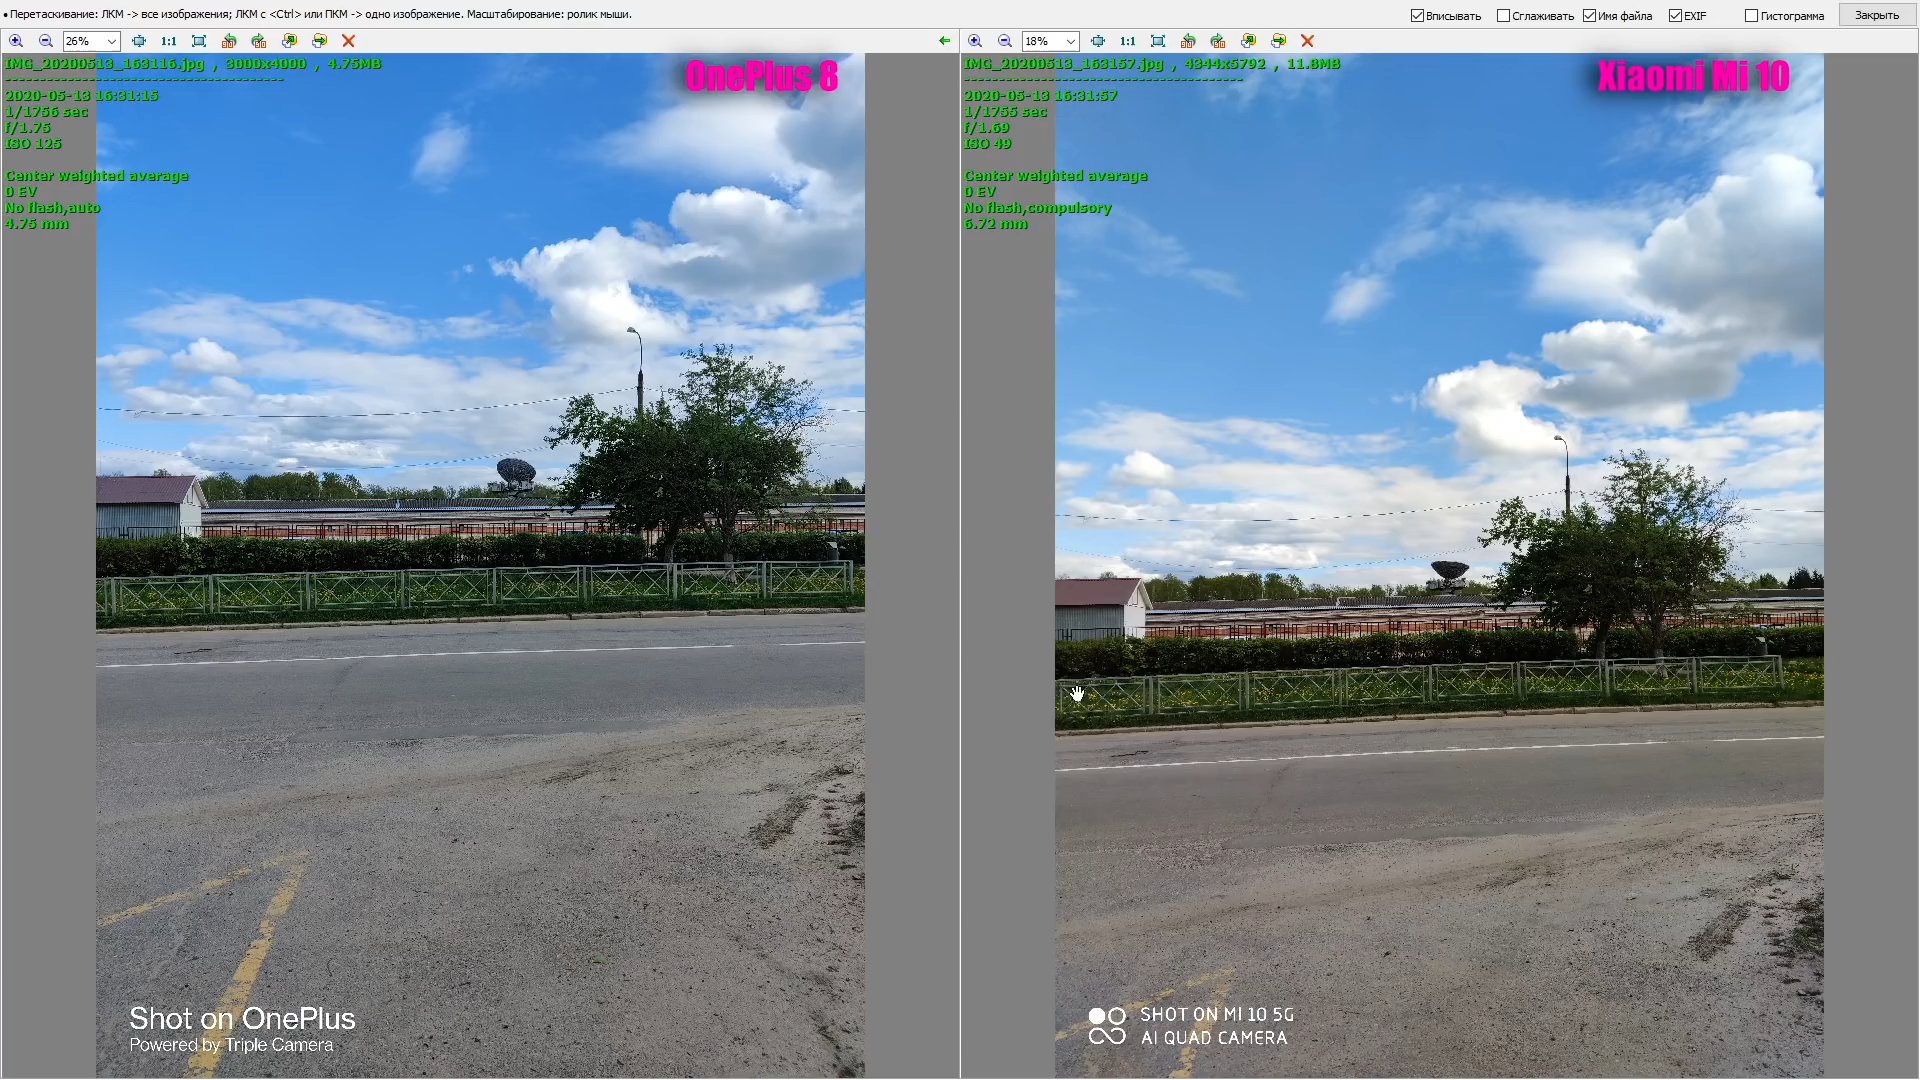 •Перетаскивание: ЛКМ -> все изображения; ЛКМ с <Ctrl> или ПКМ -> одно изображение. Масштабирование: ролик мыши.
Вписывать Сглаживать Имя файла EXIF Гистограмма Закрыть
26% 1:1
18% 1:1
IMG_20200513_163116.jpg , 3000x4000 , 4.75MB
OnePlus 8
2020-05-13 16:31:15
1/1756 sec
f/1.75
ISO 125
Center weighted average
0 EV
No flash,auto
4.75 mm
Shot on OnePlus
Powered by Triple Camera
IMG_20200513_163157.jpg , 4344x5792 , 11.8MB
Xiaomi Mi 10
2020-05-13 16:31:57
1/1755 sec
f/1.69
ISO 49
Center weighted average
0 EV
No flash,compulsory
6.72 mm
SHOT ON MI 10 5G
AI QUAD CAMERA